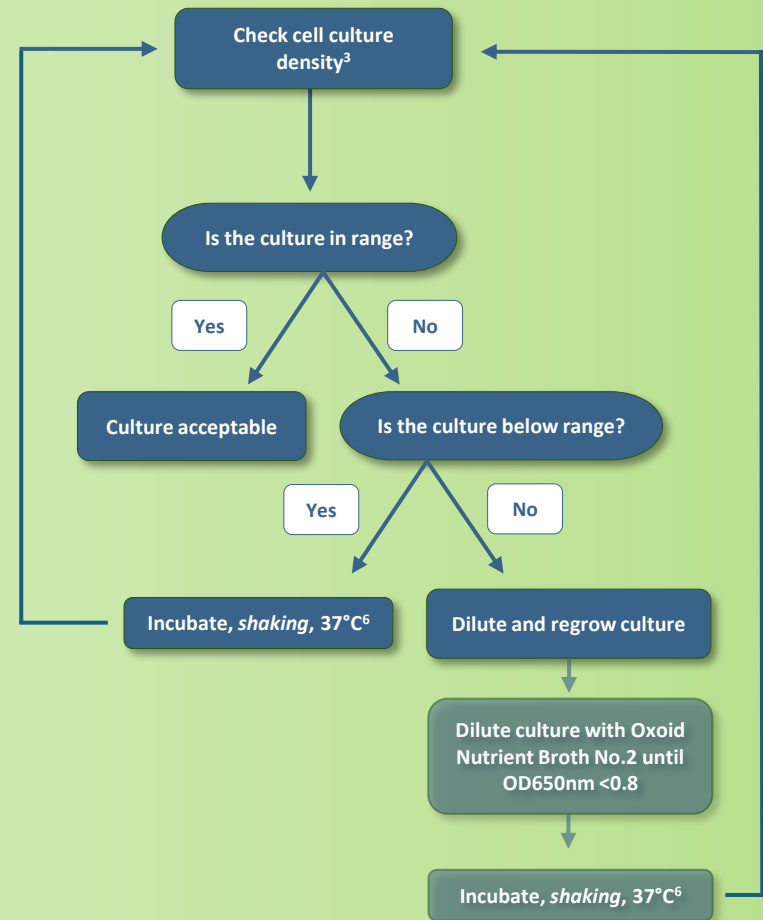 Check cell culture
density³
Is the culture in range?
Yes
No
Culture acceptable
Is the culture below range?
Yes
No
Incubate, shaking, 37°C⁶
Dilute and regrow culture
Dilute culture with Oxoid
Nutrient Broth No.2 until
OD650nm <0.8
Incubate, shaking, 37°C⁶